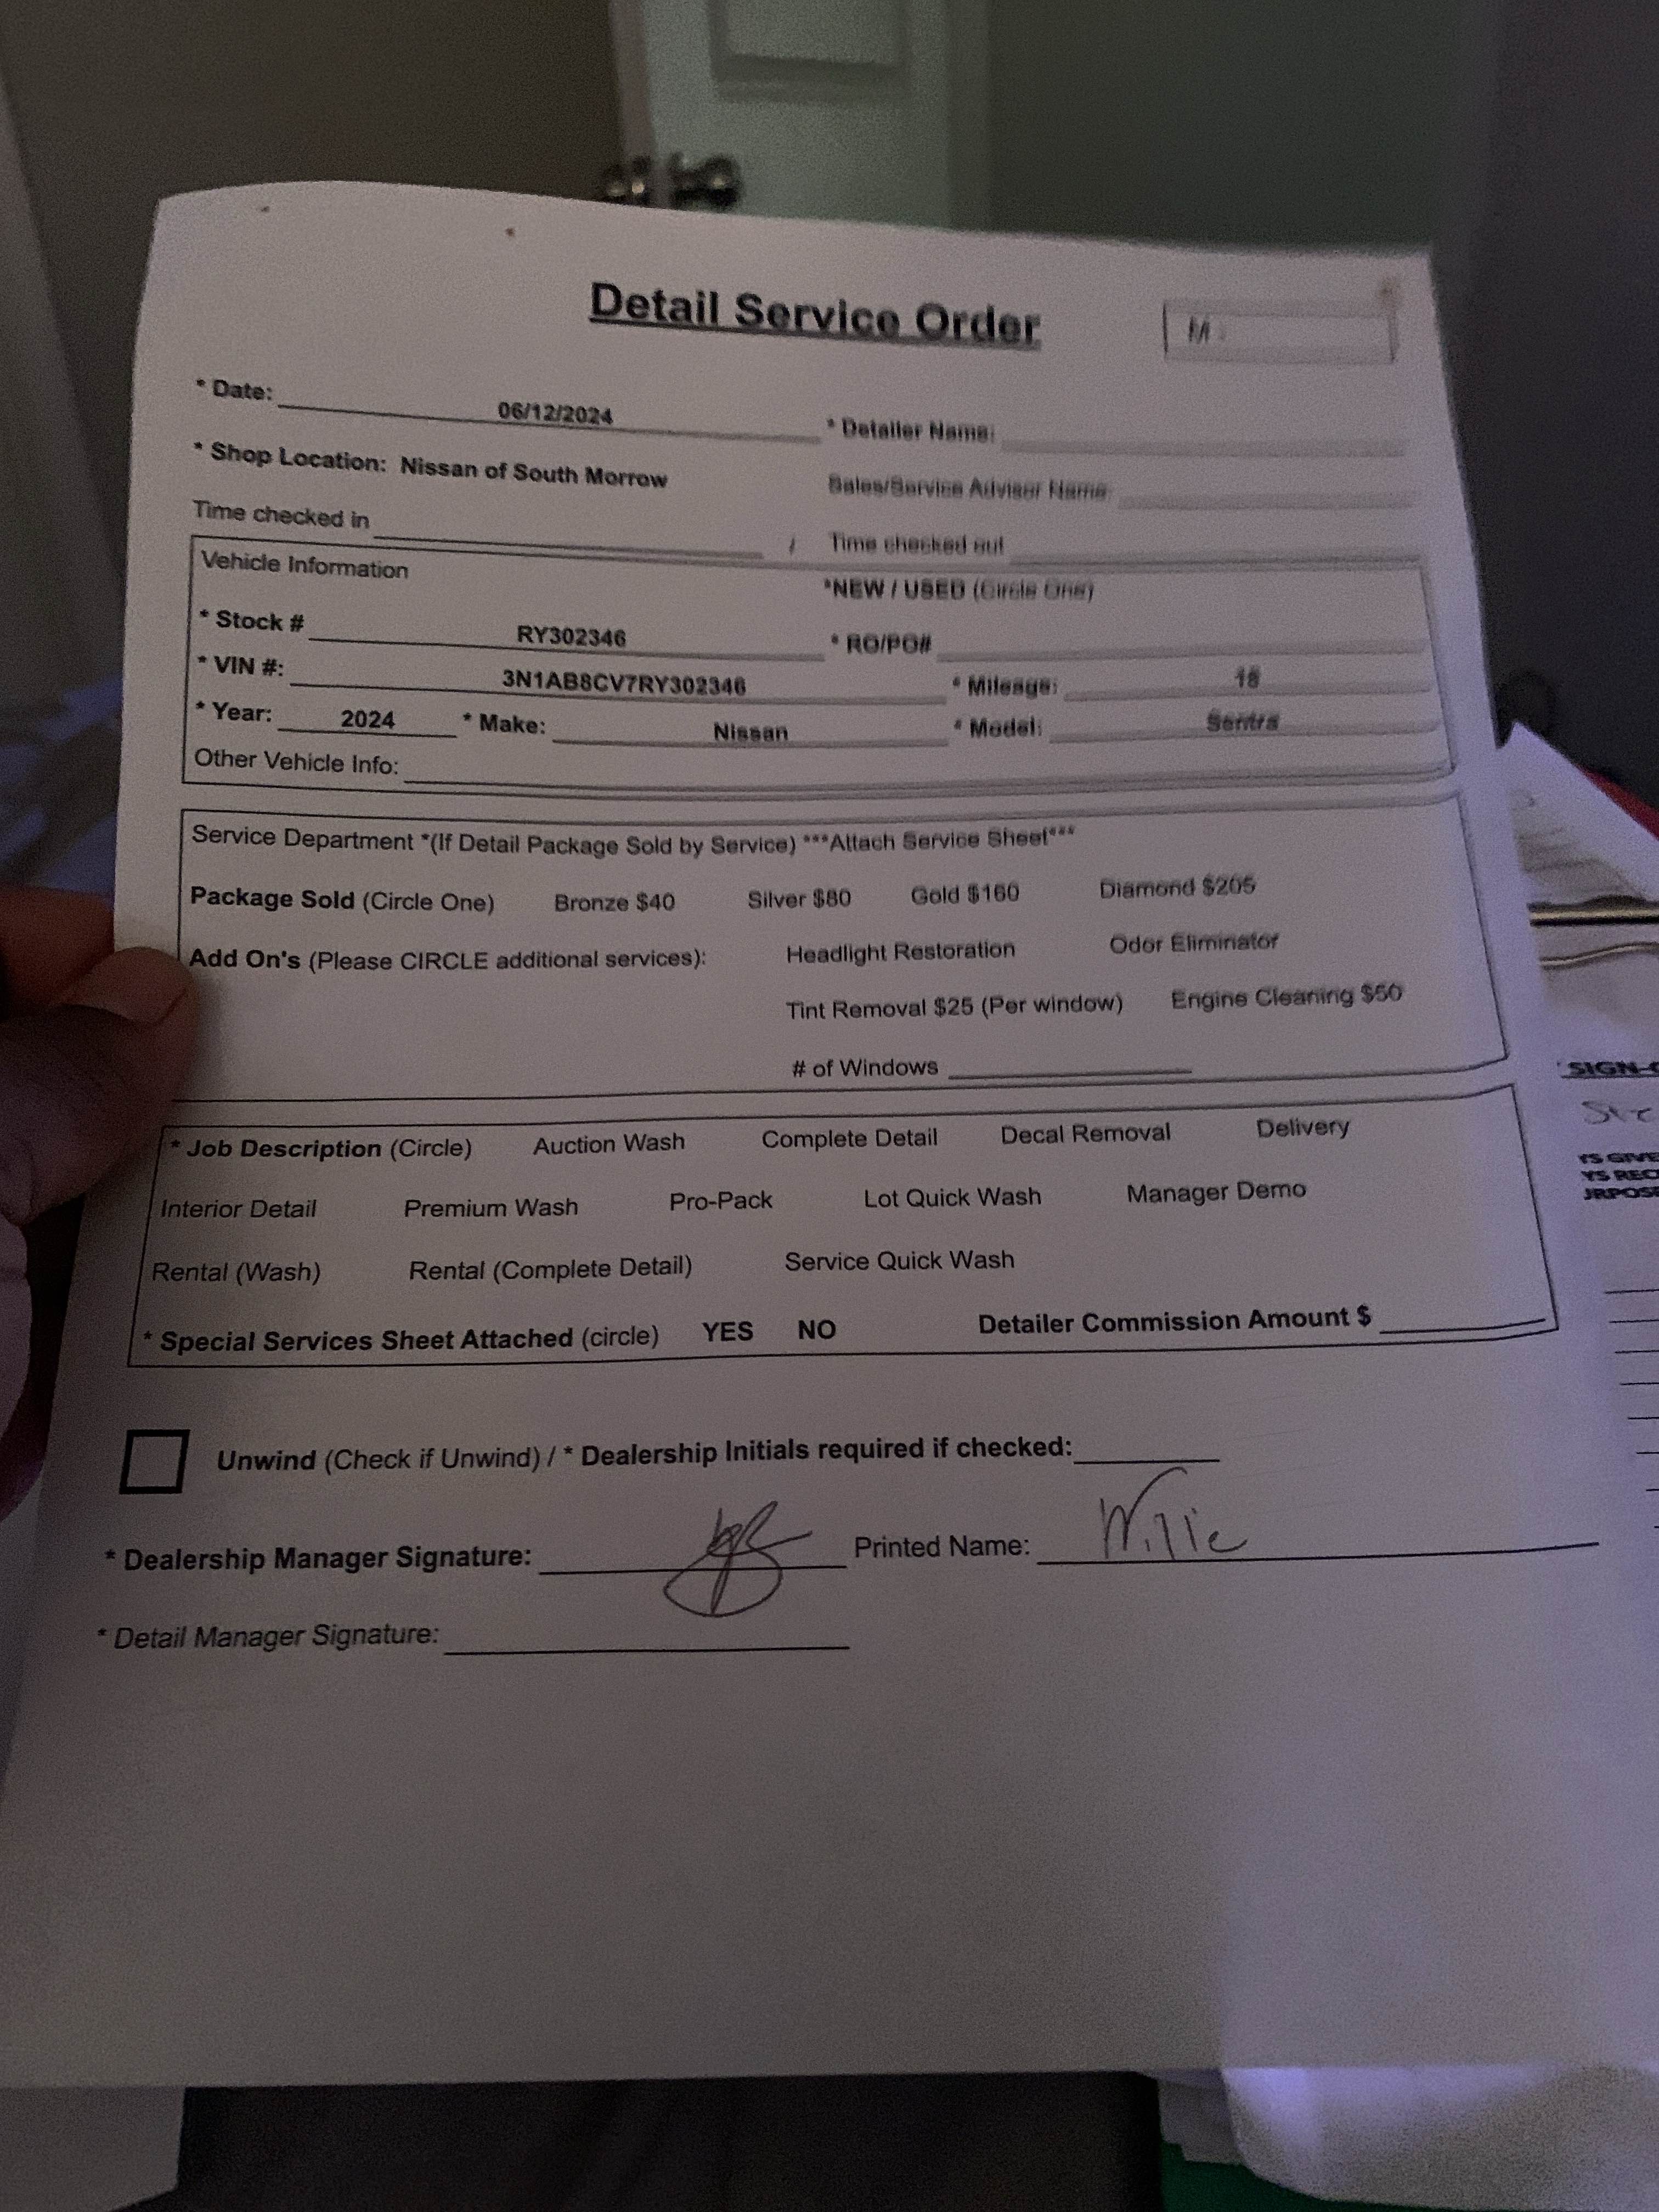 Detail Service Order
M
* Date: 06/12/2024 * Detailer Name:
* Shop Location: Nissan of South Morrow Sales/Service Advisor Name:
Time checked in / Time checked out
Vehicle Information *NEW / USED (Circle One)
* Stock # RY302346 * RO/PO#
* VIN #: 3N1AB8CV7RY302346 * Mileage: 18
* Year: 2024 * Make: Nissan * Model: Sentra
Other Vehicle Info:
Service Department *(If Detail Package Sold by Service) ***Attach Service Sheet***
Package Sold (Circle One) Bronze $40 Silver $80 Gold $160 Diamond $205
Add On's (Please CIRCLE additional services): Headlight Restoration Odor Eliminator
Tint Removal $25 (Per window) Engine Cleaning $50
# of Windows
* Job Description (Circle) Auction Wash Complete Detail Decal Removal Delivery
Interior Detail Premium Wash Pro-Pack Lot Quick Wash Manager Demo
Rental (Wash) Rental (Complete Detail) Service Quick Wash
* Special Services Sheet Attached (circle) YES NO Detailer Commission Amount $
Unwind (Check if Unwind) / * Dealership Initials required if checked:
* Dealership Manager Signature: Printed Name: Willie
* Detail Manager Signature:
SIGN-
YS GIVE
YS REC